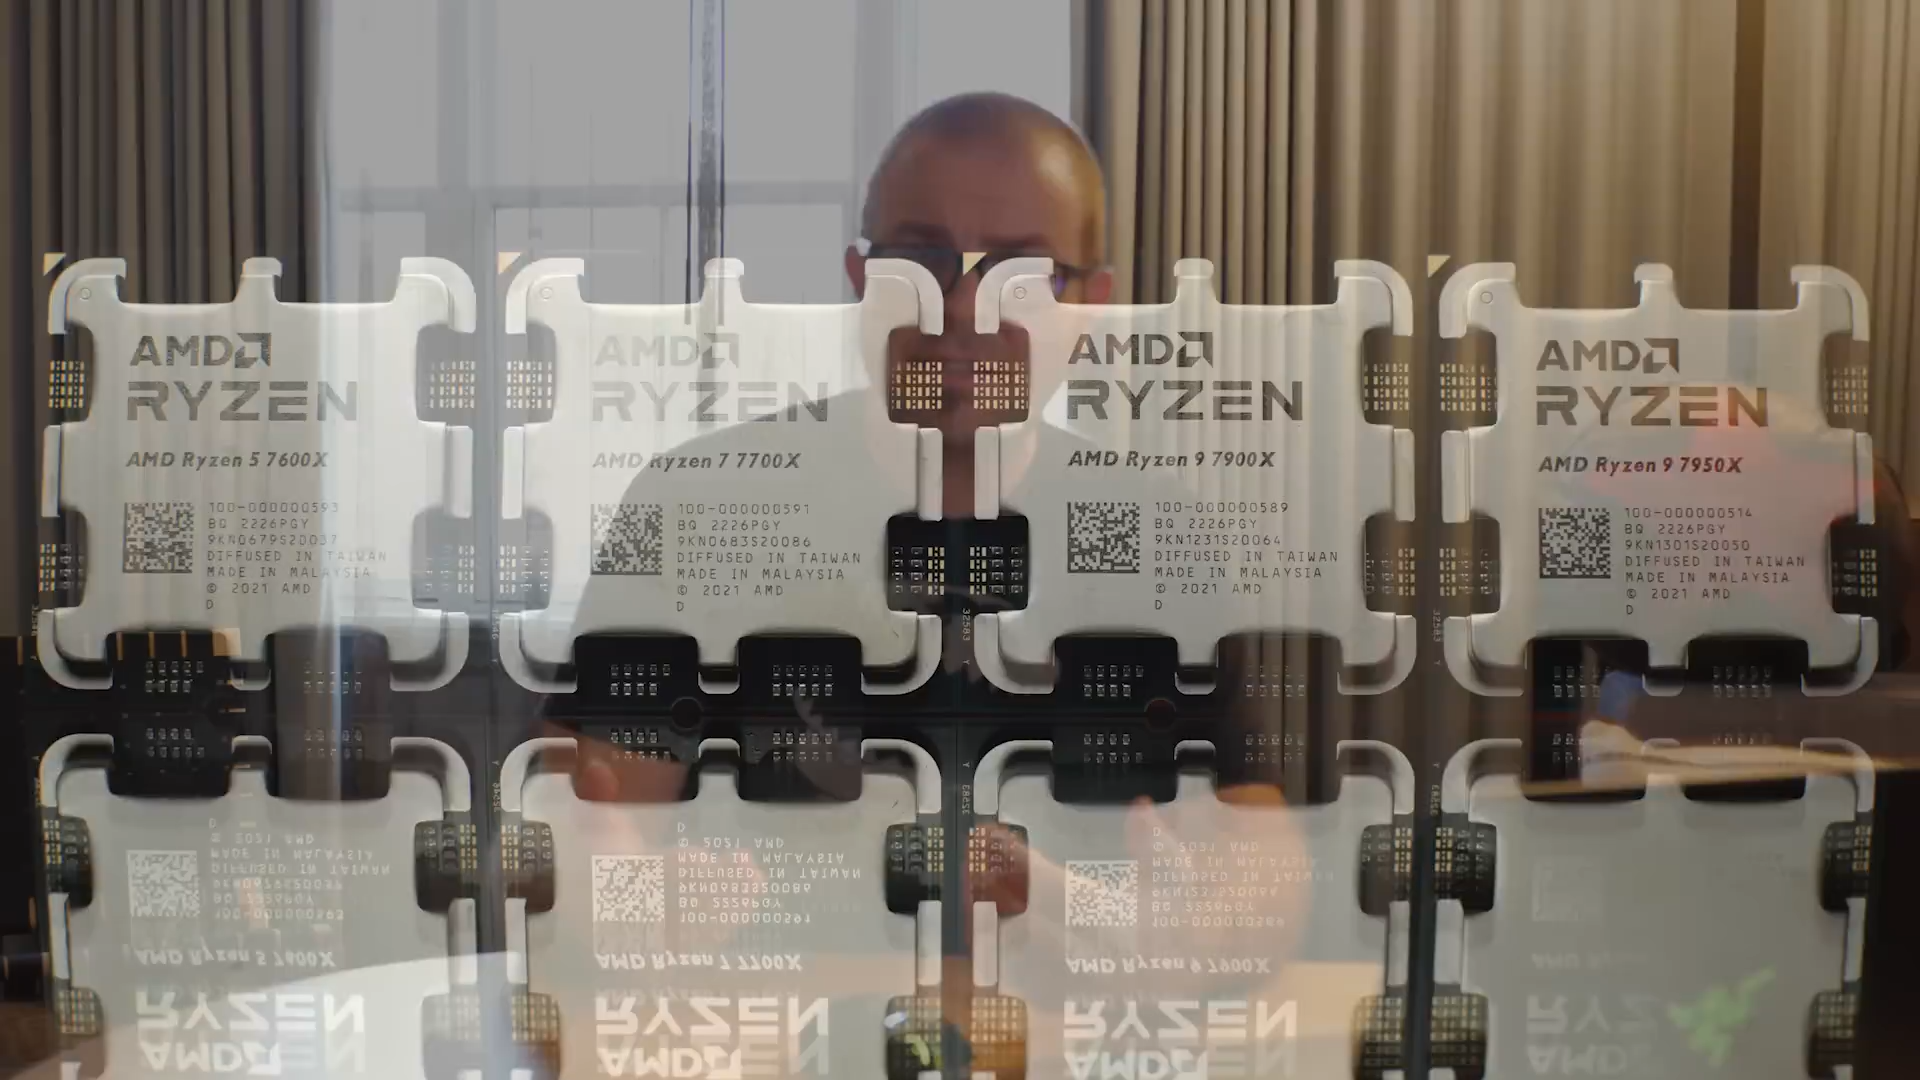 AMD
RYZEN
AMD Ryzen 5 7600X
100-000000593
BQ 2226PGY
9KN0679S20037
DIFFUSED IN TAIWAN
MADE IN MALAYSIA
© 2021 AMD
D
AMD
RYZEN
AMD Ryzen 7 7700X
100-000000591
BQ 2226PGY
9KN0683S20086
DIFFUSED IN TAIWAN
MADE IN MALAYSIA
© 2021 AMD
D
AMD
RYZEN
AMD Ryzen 9 7900X
100-000000589
BQ 2226PGY
9KN1231S20064
DIFFUSED IN TAIWAN
MADE IN MALAYSIA
© 2021 AMD
D
AMD
RYZEN
AMD Ryzen 9 7950X
100-000000514
BQ 2226PGY
9KN1301S20050
DIFFUSED IN TAIWAN
MADE IN MALAYSIA
© 2021 AMD
D
32583 Y
32583 Y